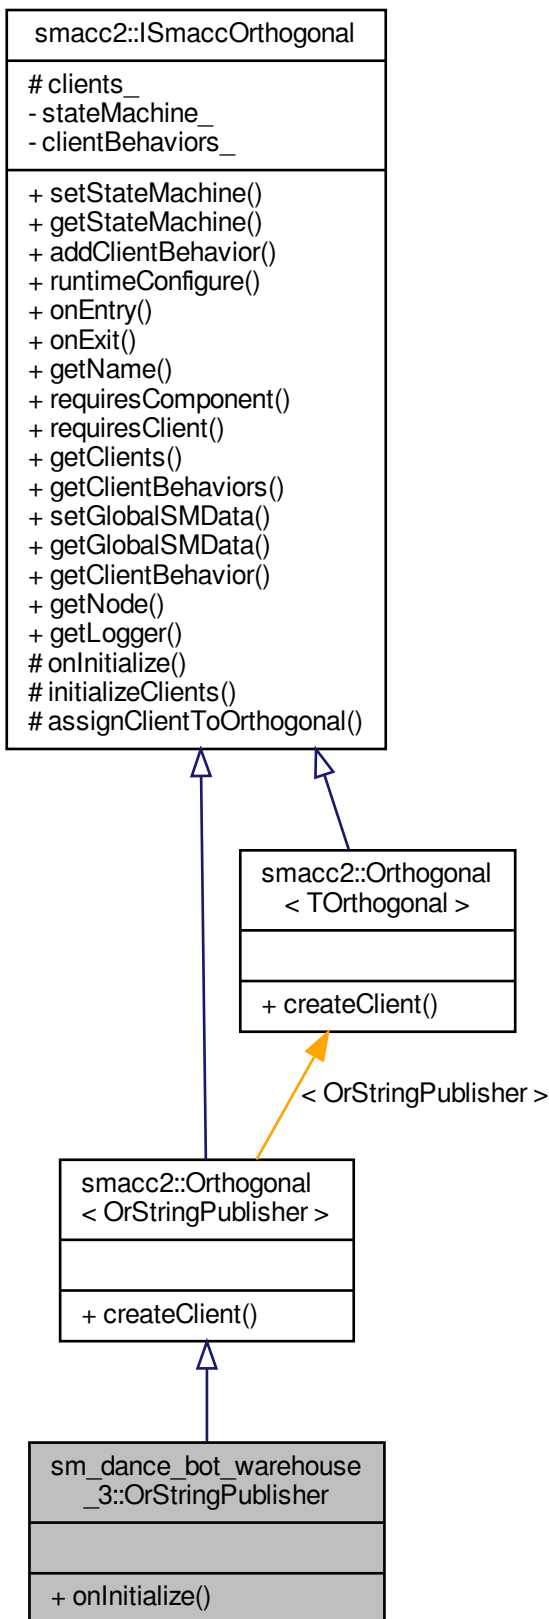 smacc2::ISmaccOrthogonal
# clients_
- stateMachine_
- clientBehaviors_
+ setStateMachine()
+ getStateMachine()
+ addClientBehavior()
+ runtimeConfigure()
+ onEntry()
+ onExit()
+ getName()
+ requiresComponent()
+ requiresClient()
+ getClients()
+ getClientBehaviors()
+ setGlobalSMData()
+ getGlobalSMData()
+ getClientBehavior()
+ getNode()
+ getLogger()
# onInitialize()
# initializeClients()
# assignClientToOrthogonal()
smacc2::Orthogonal
< TOrthogonal >
+ createClient()
< OrStringPublisher >
smacc2::Orthogonal
< OrStringPublisher >
+ createClient()
sm_dance_bot_warehouse
_3::OrStringPublisher
+ onInitialize()